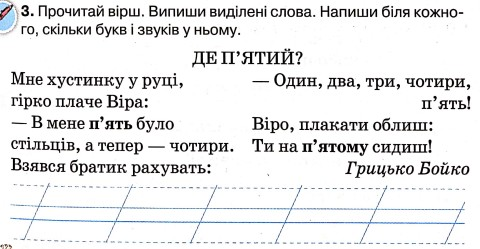 3. Прочитай вірш. Випиши виділені слова. Напиши біля кожно-
го, скільки букв і звуків у ньому.
ДЕ П’ЯТИЙ?
Мне хустинку у руці,
гірко плаче Віра:
— В мене п’ять було
стільців, а тепер — чотири.
Взявся братик рахувать:
— Один, два, три, чотири,
п’ять!
Віро, плакати облиш:
Ти на п’ятому сидиш!
Грицько Бойко